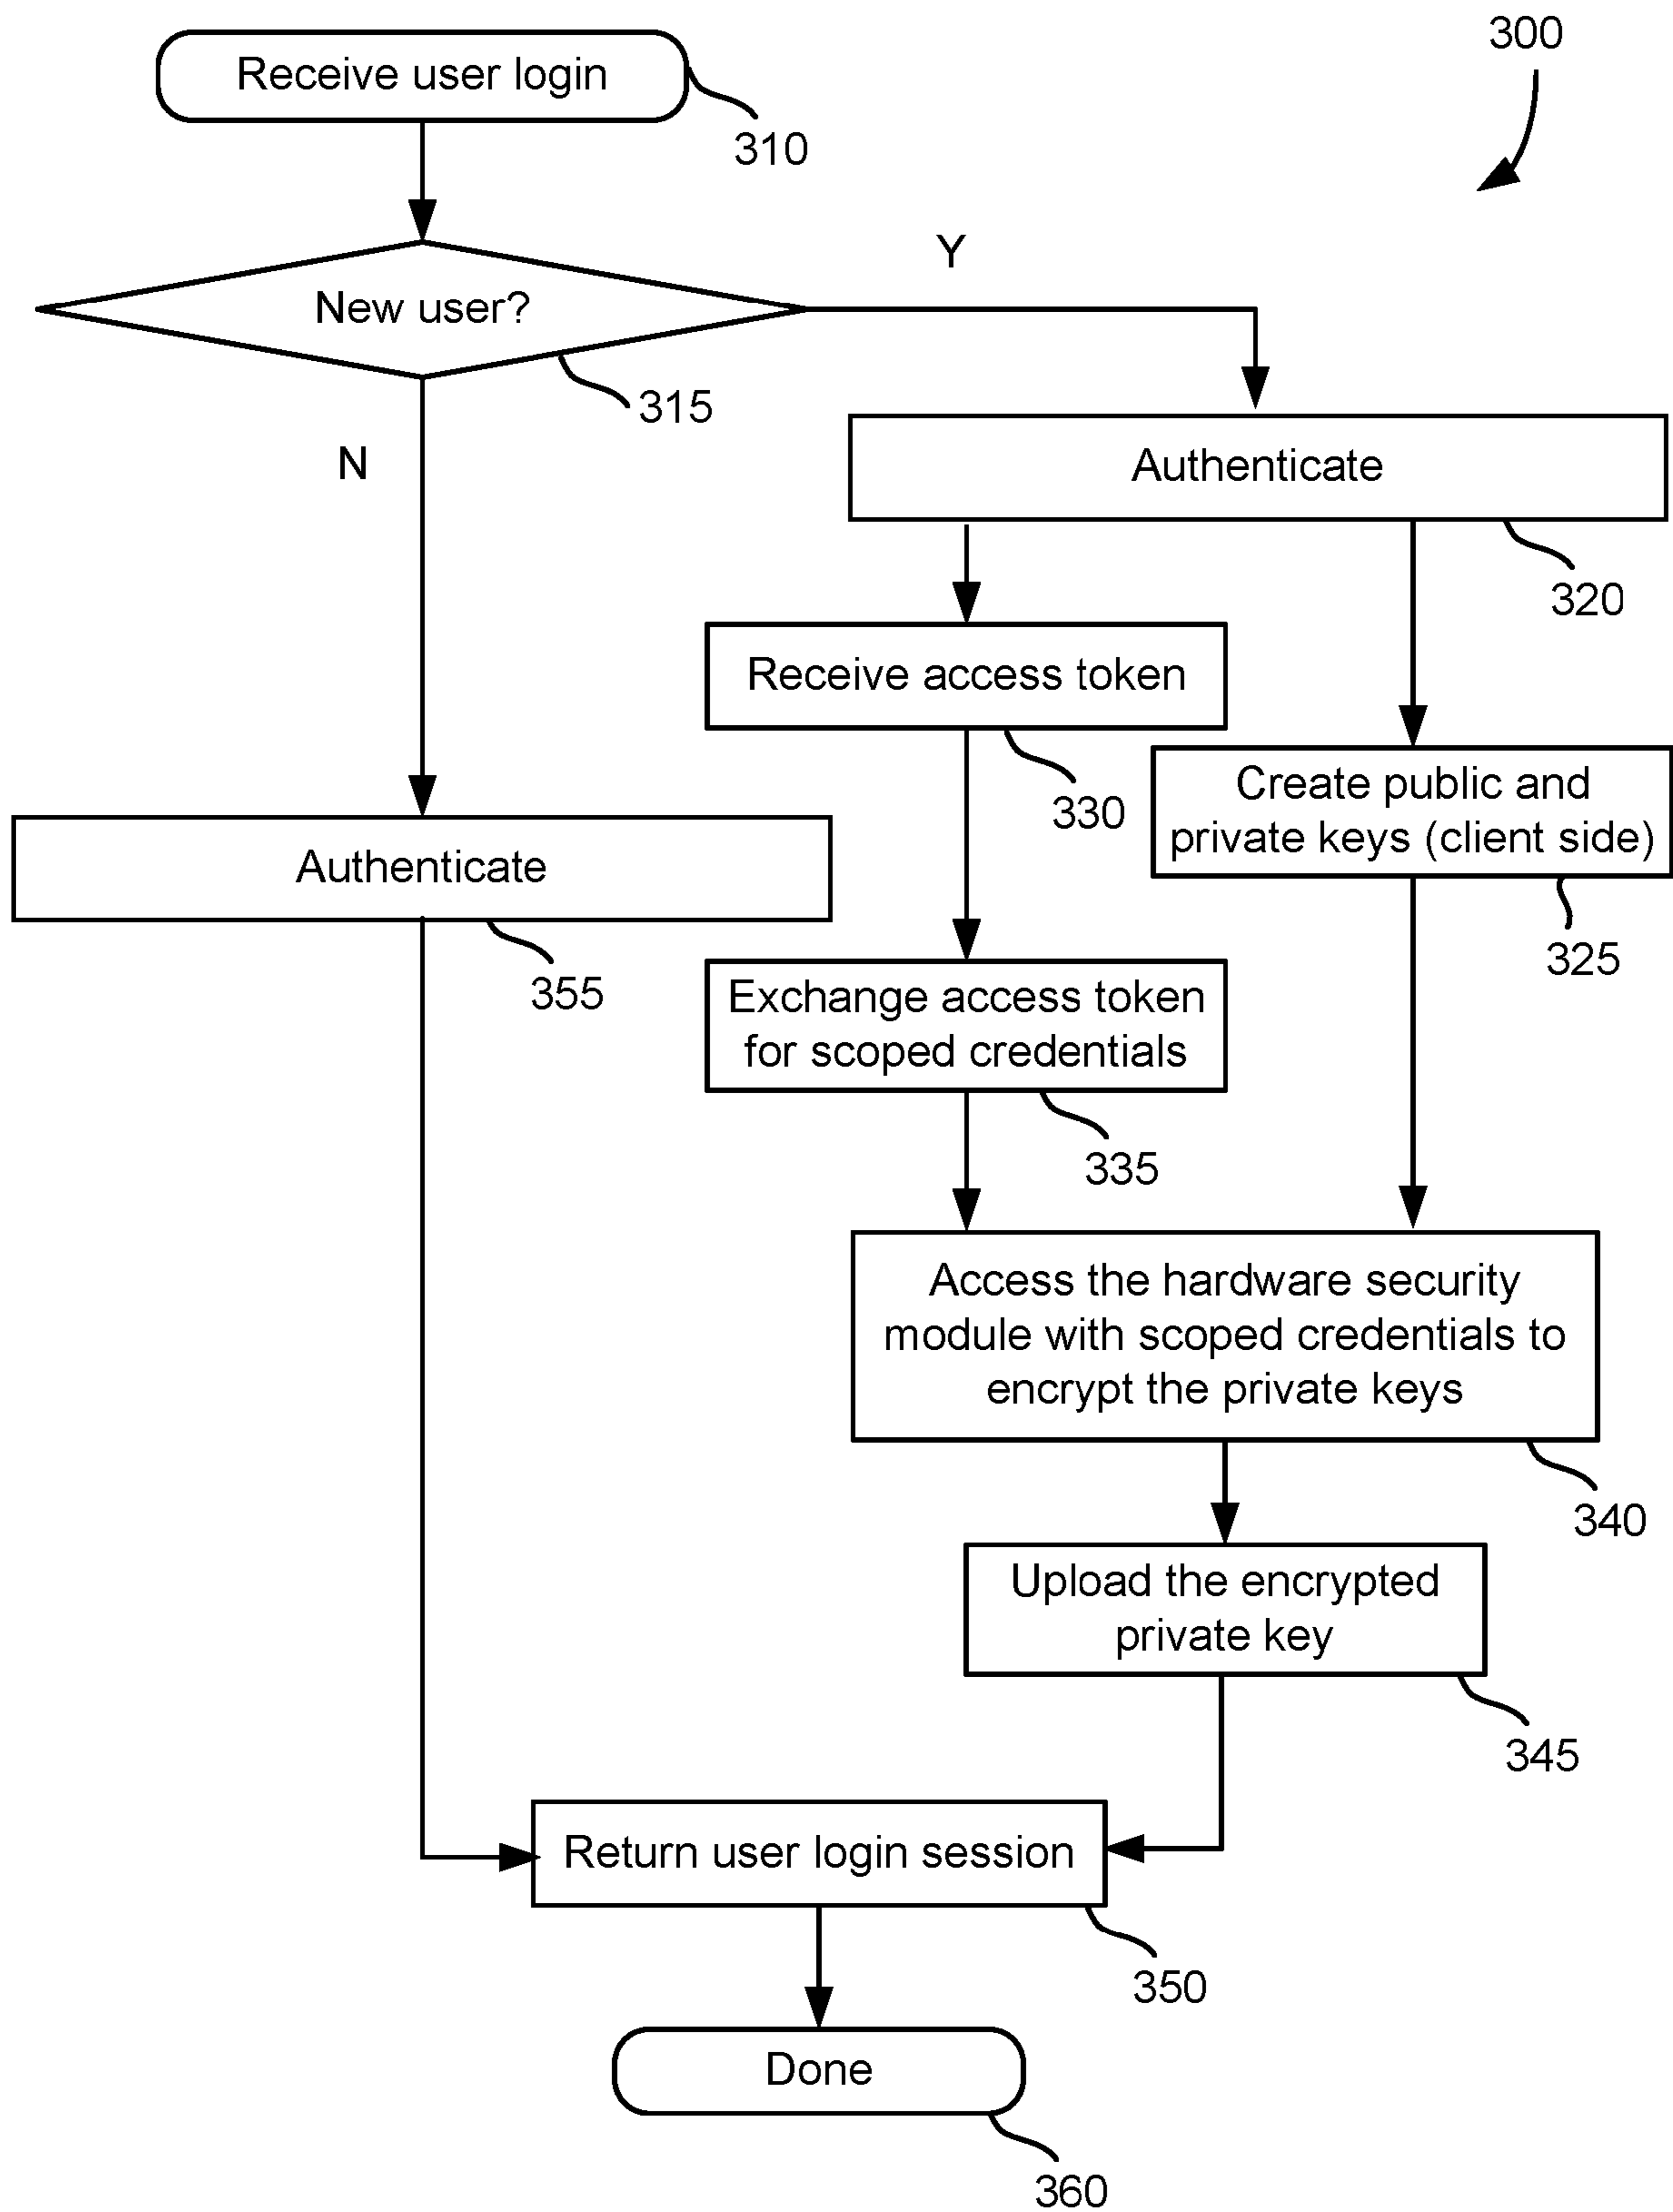 300
Receive user login
310
Y
New user?
315
N
Authenticate
320
Receive access token
330
Create public and
private keys (client side)
325
Authenticate
355
Exchange access token
for scoped credentials
335
Access the hardware security
module with scoped credentials to
encrypt the private keys
340
Upload the encrypted
private key
345
Return user login session
350
Done
360